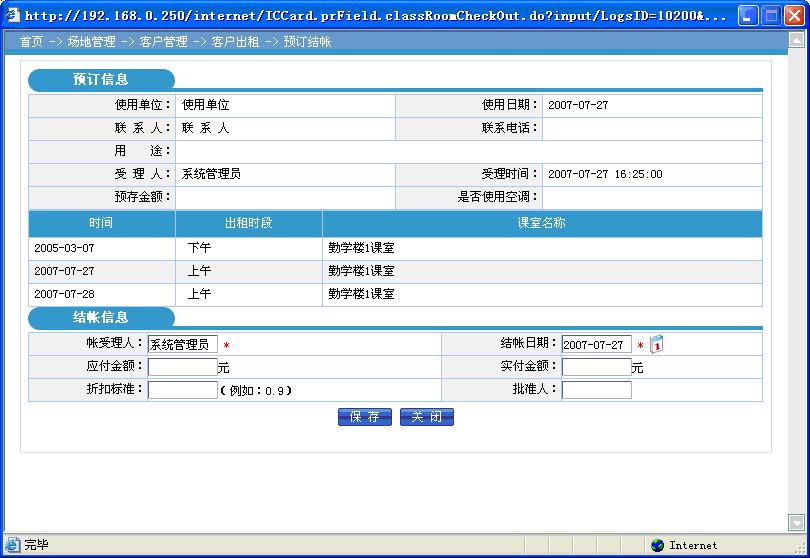 http://192.168.0.250/internet/ICCard.prField.classRoomCheckOut.do?input/LogsID=10200&...
首页 -> 场地管理 -> 客户管理 -> 客户出租 -> 预订结帐
预订信息
使用单位： 使用单位 使用日期： 2007-07-27
联 系 人： 联 系 人 联系电话：
用 途：
受 理 人： 系统管理员 受理时间： 2007-07-27 16:25:00
预存金额： 是否使用空调：
时间 出租时段 课室名称
2005-03-07 下午 勤学楼1课室
2007-07-27 上午 勤学楼1课室
2007-07-28 上午 勤学楼1课室
结帐信息
帐受理人： 系统管理员 * 结帐日期： 2007-07-27 * 1
应付金额： 元 实付金额： 元
折扣标准： (例如：0.9) 批准人：
保 存 关 闭
完毕 Internet